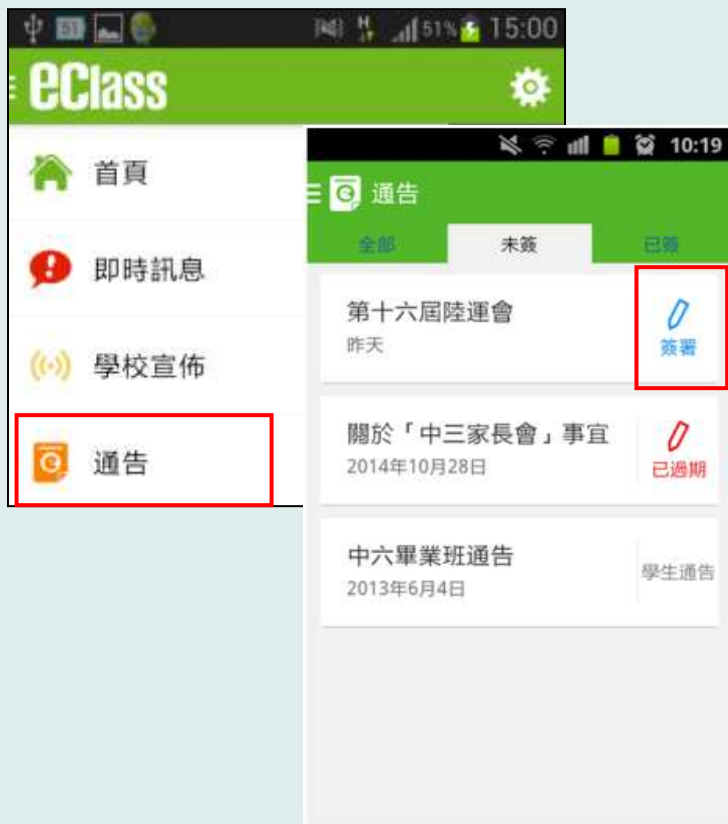 51%
15:00
eClass
首頁
即時訊息
學校宣佈
通告
10:19
通告
全部
未簽
已簽
第十六屆陸運會
昨天
簽署
關於「中三家長會」事宜
2014年10月28日
已過期
中六畢業班通告
2013年6月4日
學生通告